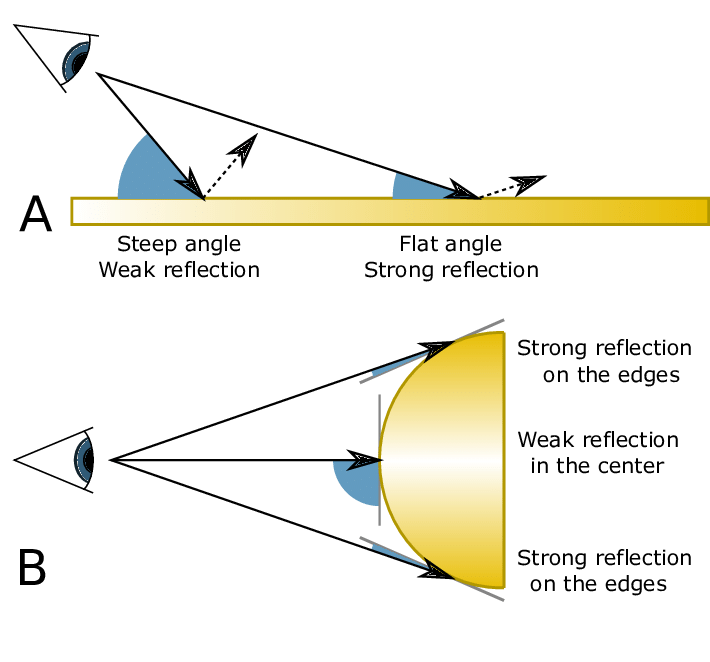 A
Steep angle
Weak reflection
Flat angle
Strong reflection
Strong reflection
on the edges
Weak reflection
in the center
B
Strong reflection
on the edges